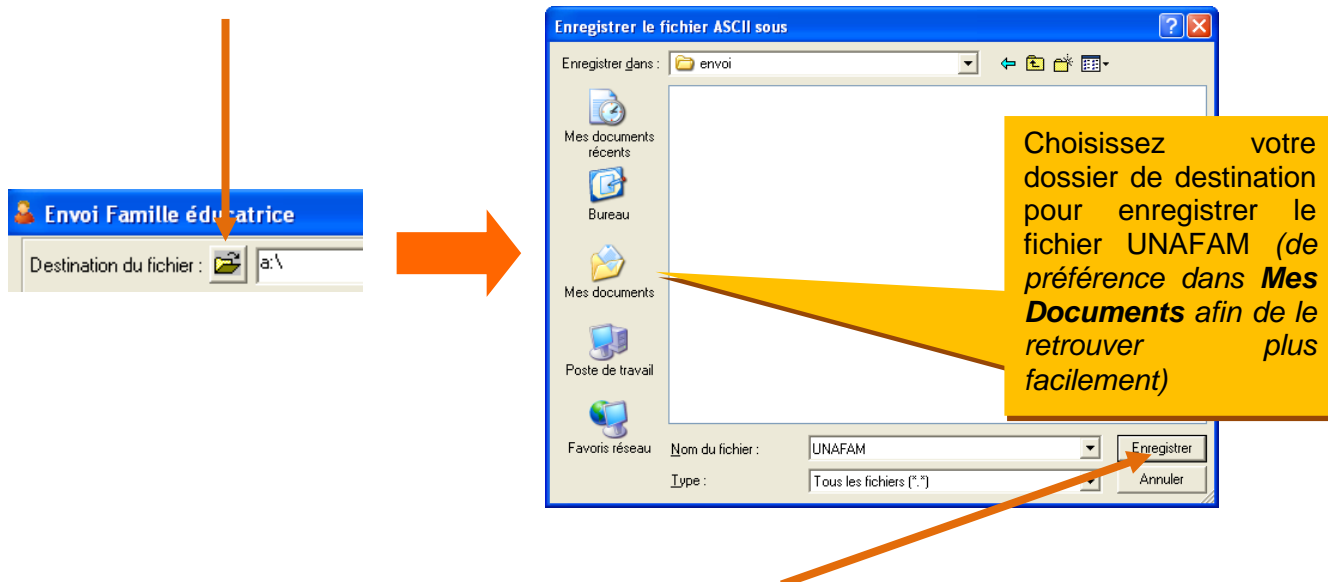 Enregistrer le fichier ASCII sous
Enregistrer dans :
envoi
Mes documents
récents
Bureau
Mes documents
Poste de travail
Favoris réseau
Nom du fichier :
UNAFAM
Enregistrer
Type :
Tous les fichiers (*.*)
Annuler
Envoi Famille éducatrice
Destination du fichier :
a:\
Choisissez votre
dossier de destination
pour enregistrer le
fichier UNAFAM (de
préférence dans Mes
Documents afin de le
retrouver plus
facilement)